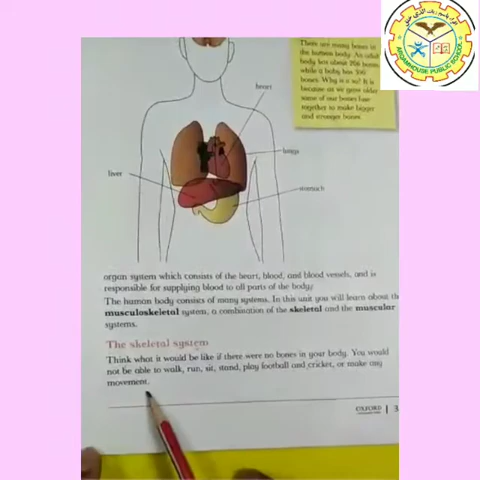 There are many bones in
the human body. An adult
body has about 206 bones
while a baby has 300
bones. Why is it so? It is
because as we grow older
some of our bones fuse
together to make bigger
and stronger bones.
heart
lungs
liver
stomach
organ system which consists of the heart, blood, and blood vessels, and is
responsible for supplying blood to all parts of the body.
The human body consists of many systems. In this unit you will learn about the
musculoskeletal system, a combination of the skeletal and the muscular
systems.
The skeletal system
Think what it would be like if there were no bones in your body. You would
not be able to walk, run, sit, stand, play football and cricket, or make any
movement.
OXFORD 3
PUBLIC SCHOOL